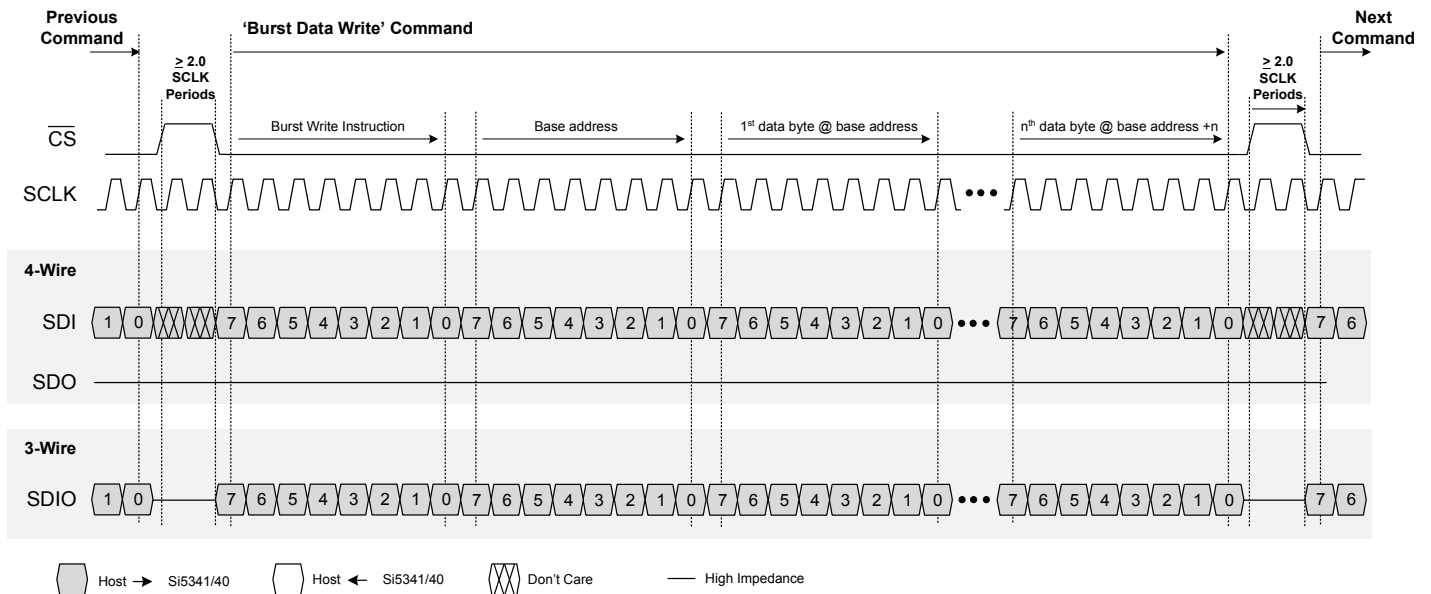 Previous Command
'Burst Data Write' Command
Next Command
≥ 2.0 SCLK Periods
≥ 2.0 SCLK Periods
CS
Burst Write Instruction
Base address
1st data byte @ base address
nth data byte @ base address +n
SCLK
•••
4-Wire
SDI 1 0 7 6 5 4 3 2 1 0 7 6 5 4 3 2 1 0 7 6 5 4 3 2 1 0 ••• 7 6 5 4 3 2 1 0 7 6
SDO
3-Wire
SDIO 1 0 7 6 5 4 3 2 1 0 7 6 5 4 3 2 1 0 7 6 5 4 3 2 1 0 ••• 7 6 5 4 3 2 1 0 7 6
Host → Si5341/40
Host ← Si5341/40
Don't Care
High Impedance